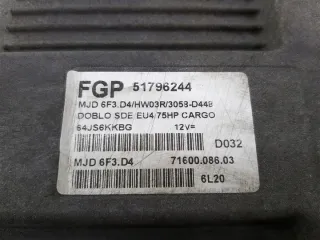 FGP 51796244
MJD 6F3.D4/HW03R/3053-D449
DOBLO SDE EU4/75HP CARGO
64JS6KKBG 12V=
D032
MJD 6F3.D4 71600.086.03
6L20